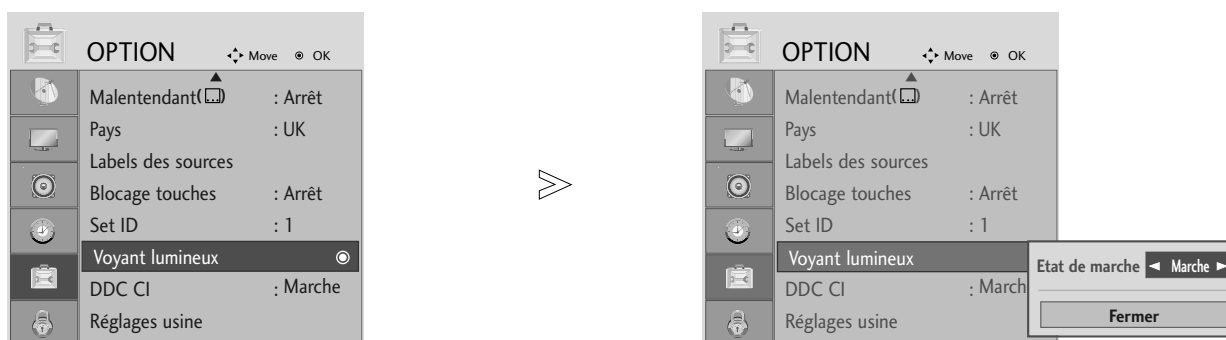 OPTION Move OK
Malentendant( ) : Arrêt
Pays : UK
Labels des sources
Blocage touches : Arrêt
Set ID : 1
Voyant lumineux
DDC CI : Marche
Réglages usine
OPTION Move OK
Malentendant( ) : Arrêt
Pays : UK
Labels des sources
Blocage touches : Arrêt
Set ID : 1
Voyant lumineux
DDC CI : March
Réglages usine
Etat de marche ◄ Marche ►
Fermer